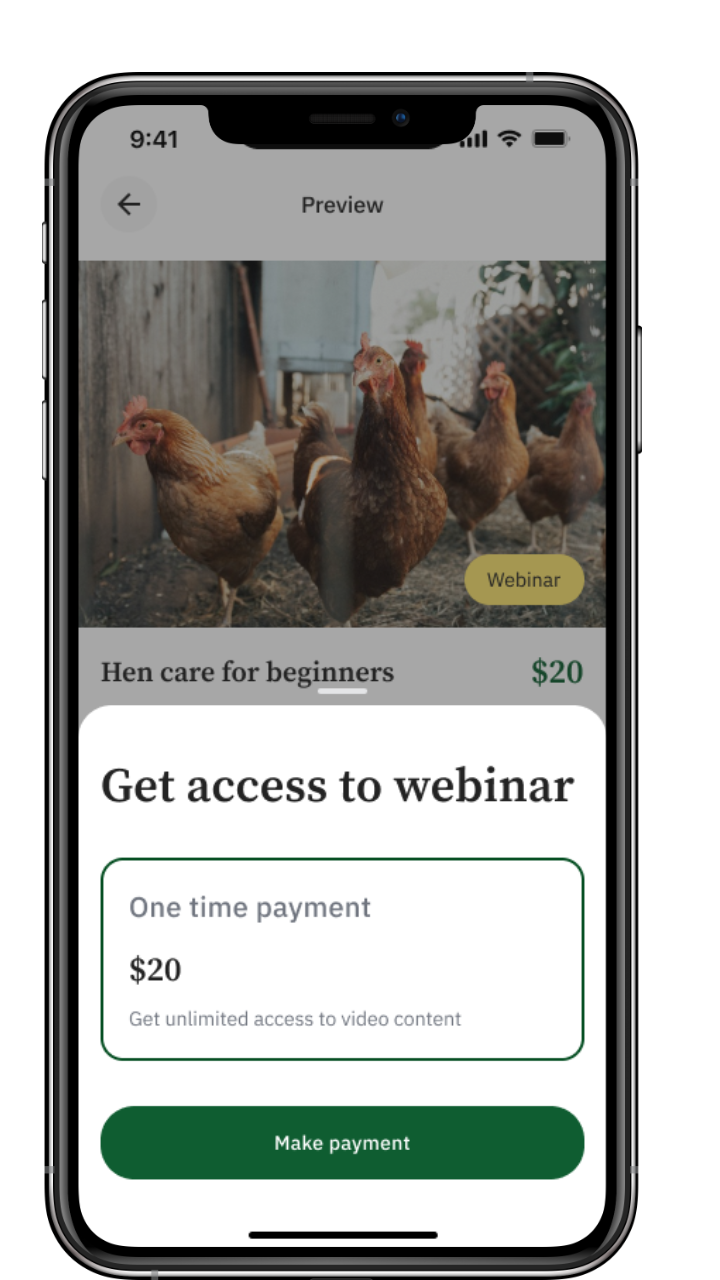 9:41
Preview
Webinar
Hen care for beginners $20
Get access to webinar
One time payment
$20
Get unlimited access to video content
Make payment